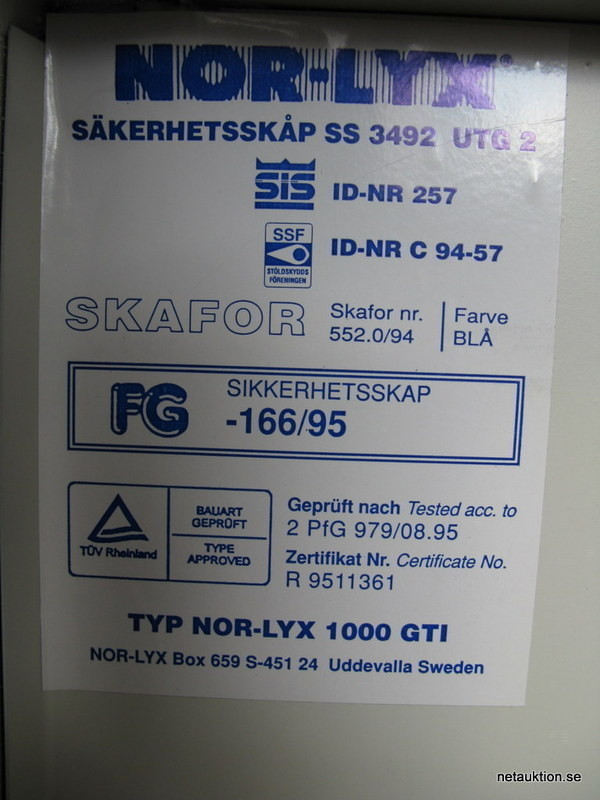 NOR-LYX®
SÄKERHETSSKÅP SS 3492 UTG 2
SIS ID-NR 257
SSF
STÖLDSKYDDS
FÖRENINGEN
ID-NR C 94-57
SKAFOR
Skafor nr.
552.0/94
Farve
BLÅ
FG
SIKKERHETSSKAP
-166/95
TÜV Rheinland
BAUART
GEPRÜFT
TYPE
APPROVED
Geprüft nach Tested acc. to
2 PfG 979/08.95
Zertifikat Nr. Certificate No.
R 9511361
TYP NOR-LYX 1000 GTI
NOR-LYX Box 659 S-451 24 Uddevalla Sweden
netauktion.se